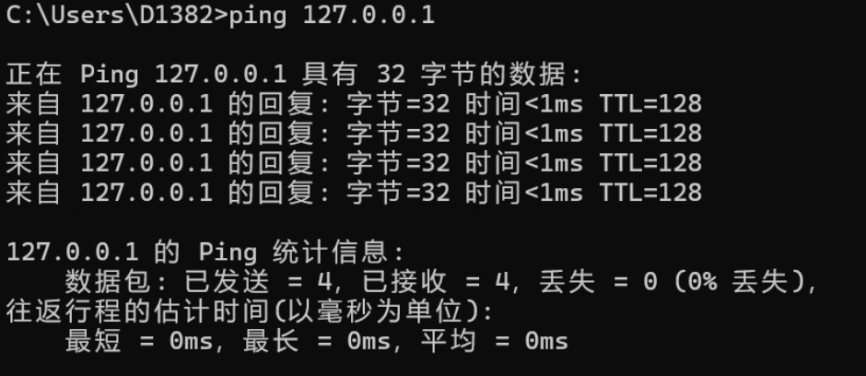 C:\Users\D1382>ping 127.0.0.1
正在 Ping 127.0.0.1 具有 32 字节的数据:
来自 127.0.0.1 的回复: 字节=32 时间<1ms TTL=128
来自 127.0.0.1 的回复: 字节=32 时间<1ms TTL=128
来自 127.0.0.1 的回复: 字节=32 时间<1ms TTL=128
来自 127.0.0.1 的回复: 字节=32 时间<1ms TTL=128
127.0.0.1 的 Ping 统计信息:
数据包: 已发送 = 4, 已接收 = 4, 丢失 = 0 (0% 丢失),
往返行程的估计时间(以毫秒为单位):
最短 = 0ms, 最长 = 0ms, 平均 = 0ms